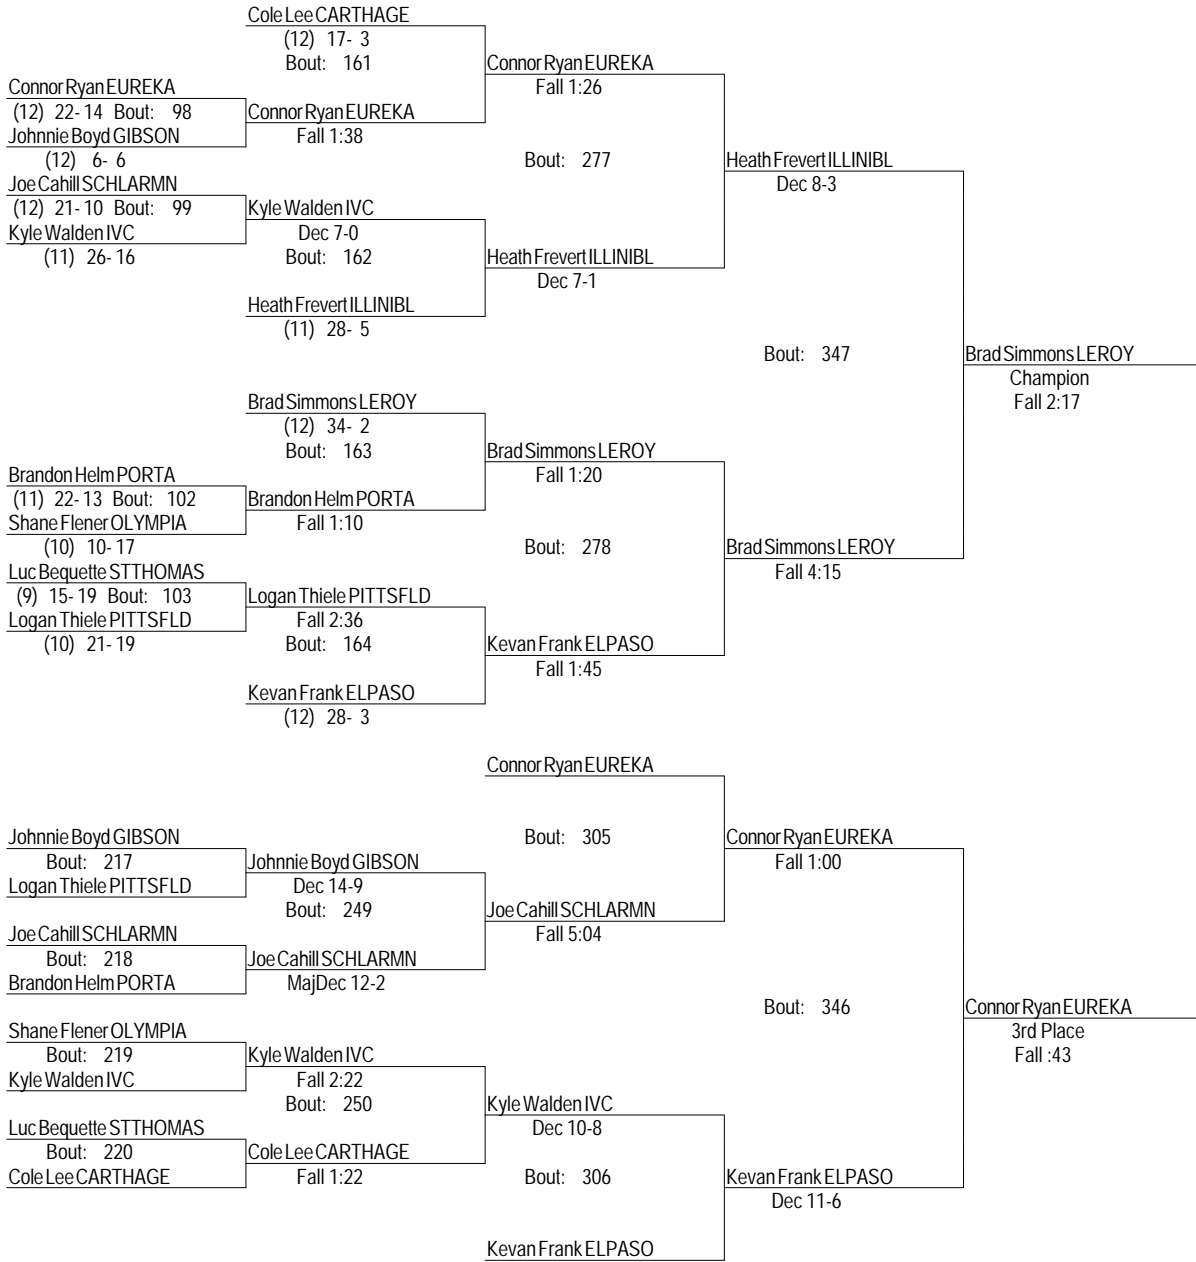 Cole Lee CARTHAGE
(12) 17- 3
Bout: 161
Connor Ryan EUREKA
Fall 1:26
Connor Ryan EUREKA
(12) 22- 14 Bout: 98
Connor Ryan EUREKA
Fall 1:38
Johnnie Boyd GIBSON
(12) 6- 6
Bout: 277
Heath Frevert ILLINIBL
Dec 8-3
Joe Cahill SCHLARMN
(12) 21- 10 Bout: 99
Kyle Walden IVC
Dec 7-0
Kyle Walden IVC
(11) 26- 16
Bout: 162
Heath Frevert ILLINIBL
Dec 7-1
Heath Frevert ILLINIBL
(11) 28- 5
Bout: 347
Brad Simmons LEROY
Champion
Fall 2:17
Brad Simmons LEROY
(12) 34- 2
Bout: 163
Brad Simmons LEROY
Fall 1:20
Brandon Helm PORTA
(11) 22- 13 Bout: 102
Brandon Helm PORTA
Fall 1:10
Shane Flener OLYMPIA
(10) 10- 17
Bout: 278
Brad Simmons LEROY
Fall 4:15
Luc Bequette STTHOMAS
(9) 15- 19 Bout: 103
Logan Thiele PITTSFLD
Fall 2:36
Logan Thiele PITTSFLD
(10) 21- 19
Bout: 164
Kevan Frank ELPASO
Fall 1:45
Kevan Frank ELPASO
(12) 28- 3
Connor Ryan EUREKA
Bout: 305
Connor Ryan EUREKA
Fall 1:00
Johnnie Boyd GIBSON
Bout: 217
Johnnie Boyd GIBSON
Dec 14-9
Logan Thiele PITTSFLD
Bout: 249
Joe Cahill SCHLARMN
Fall 5:04
Joe Cahill SCHLARMN
Bout: 218
Joe Cahill SCHLARMN
MajDec 12-2
Brandon Helm PORTA
Bout: 346
Connor Ryan EUREKA
3rd Place
Fall :43
Shane Flener OLYMPIA
Bout: 219
Kyle Walden IVC
Fall 2:22
Kyle Walden IVC
Bout: 250
Kyle Walden IVC
Dec 10-8
Luc Bequette STTHOMAS
Bout: 220
Cole Lee CARTHAGE
Fall 1:22
Cole Lee CARTHAGE
Bout: 306
Kevan Frank ELPASO
Dec 11-6
Kevan Frank ELPASO